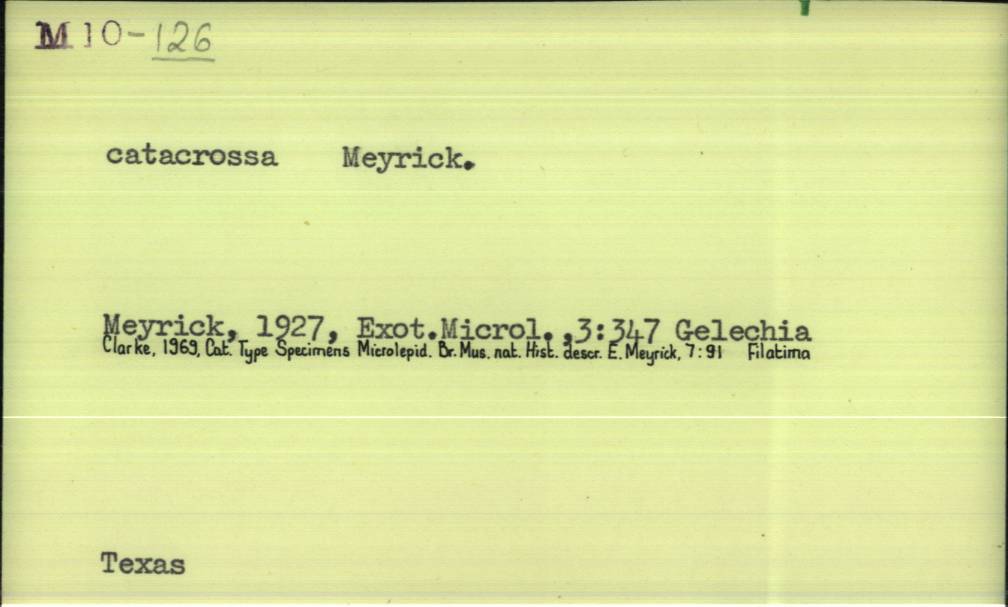 M 10-126
catacrossa Meyrick.
Meyrick, 1927, Exot.Microl.,3:347 Gelechia
Clarke, 1969, Cat. Type Specimens Microlepid. Br. Mus. nat. Hist. descr. E. Meyrick, 7:91 Filatima
Texas